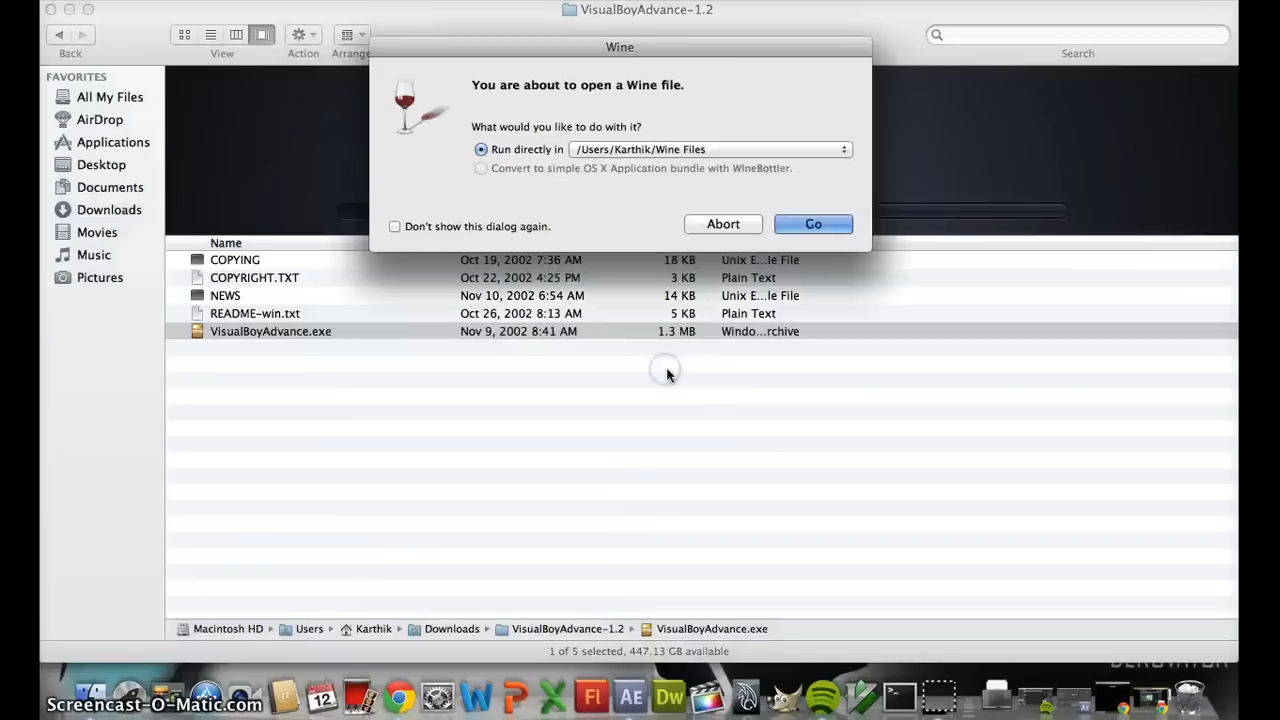 VisualBoyAdvance-1.2
Back
View
Action
Arrange
Search
Wine
You are about to open a Wine file.
What would you like to do with it?
Run directly in /Users/Karthik/Wine Files
Convert to simple OS X Application bundle with WineBottler.
Don't show this dialog again.
Abort
Go
FAVORITES
All My Files
AirDrop
Applications
Desktop
Documents
Downloads
Movies
Music
Pictures
Name
COPYING Oct 19, 2002 7:36 AM 18 KB Unix E...le File
COPYRIGHT.TXT Oct 22, 2002 4:25 PM 3 KB Plain Text
NEWS Nov 10, 2002 6:54 AM 14 KB Unix E...le File
README-win.txt Oct 26, 2002 8:13 AM 5 KB Plain Text
VisualBoyAdvance.exe Nov 9, 2002 8:41 AM 1.3 MB Windo...rchive
Macintosh HD Users Karthik Downloads VisualBoyAdvance-1.2 VisualBoyAdvance.exe
1 of 5 selected, 447.13 GB available
12
Fl
AE
Dw
Screencast-O-Matic.com